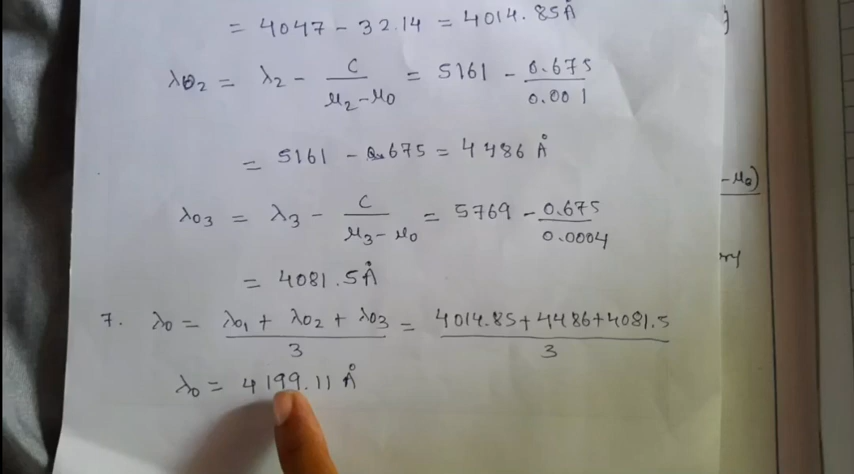 = 4047 - 32.14 = 4014.85Å
λ02 = λ2 - C/(μ2-μ0) = 5161 - 0.675/0.001
= 5161 - 675 = 4486 Å
-μ0)
λ03 = λ3 - C/(μ3-μ0) = 5769 - 0.675/0.0004
= 4081.5Å
7. λ0 = (λ01 + λ02 + λ03)/3 = (4014.85+4486+4081.5)/3
λ0 = 4199.11 Å